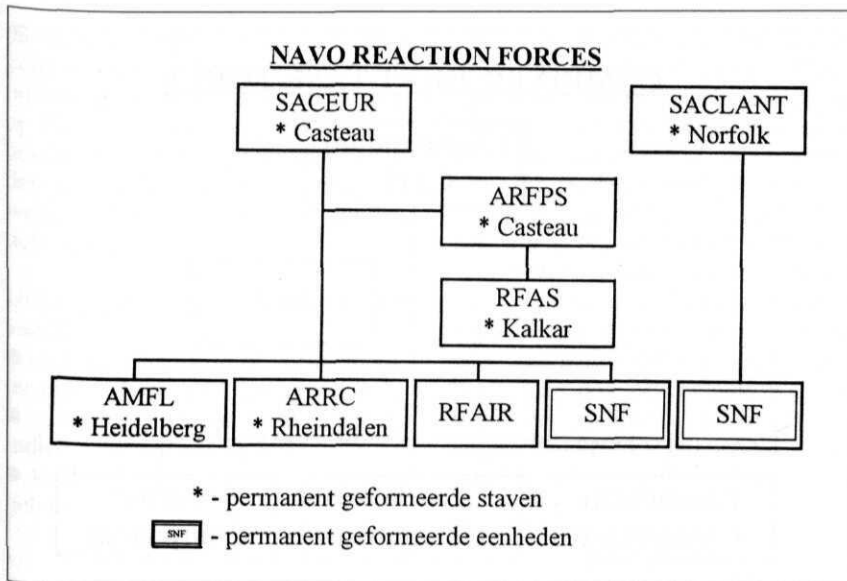 NAVO REACTION FORCES
SACEUR
* Casteau
SACLANT
* Norfolk
ARFPS
* Casteau
RFAS
* Kalkar
AMFL
* Heidelberg
ARRC
* Rheindalen
RFAIR
SNF
SNF
* - permanent geformeerde staven
SNF - permanent geformeerde eenheden